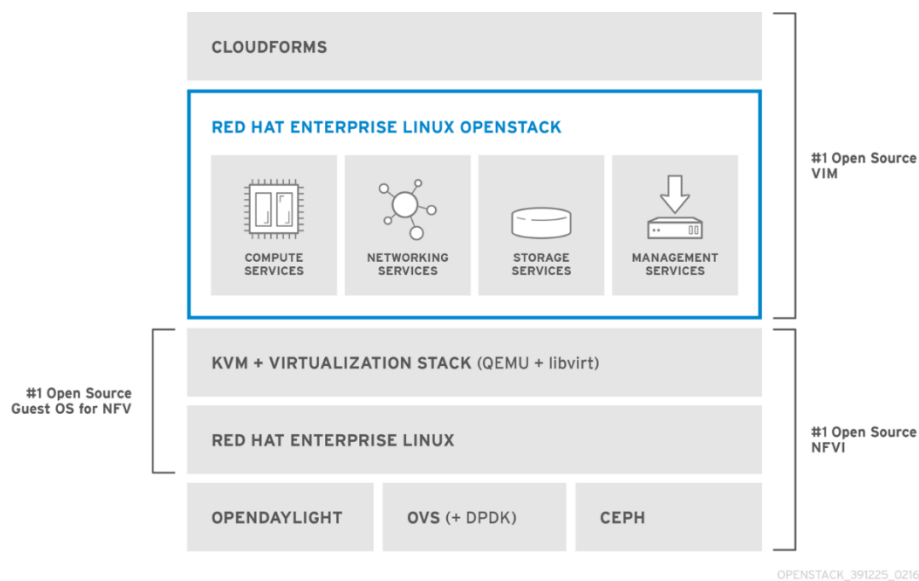 CLOUDFORMS
RED HAT ENTERPRISE LINUX OPENSTACK
#1 Open Source
VIM
COMPUTE
SERVICES
NETWORKING
SERVICES
STORAGE
SERVICES
MANAGEMENT
SERVICES
KVM + VIRTUALIZATION STACK (QEMU + libvirt)
#1 Open Source
Guest OS for NFV
RED HAT ENTERPRISE LINUX
#1 Open Source
NFVI
OPENDAYLIGHT
OVS (+ DPDK)
CEPH
OPENSTACK_391225_0216